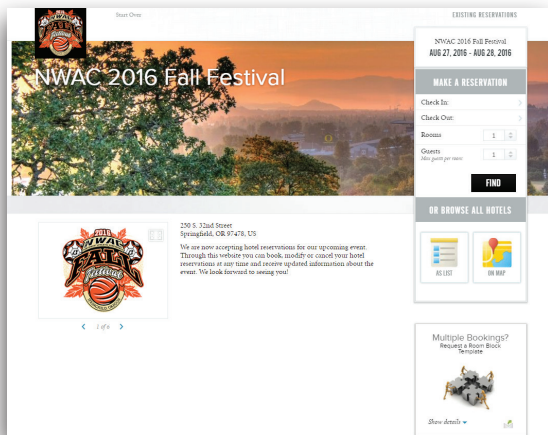 Start Over
EXISTING RESERVATIONS
NWAC
FALL
Festival
NWAC 2016 Fall Festival
NWAC 2016 Fall Festival
AUG 27, 2016 - AUG 28, 2016
MAKE A RESERVATION
Check In:
Check Out:
Rooms
1
Guests
1
Max guests per room
FIND
OR BROWSE ALL HOTELS
AS LIST
ON MAP
2016
NWAC
FALL
Festival
1 of 6
250 S. 32nd Street
Springfield, OR 97478, US
We are now accepting hotel reservations for our upcoming event.
Through this website you can book, modify or cancel your hotel
reservations at any time and receive updated information about the
event. We look forward to seeing you!
Multiple Bookings?
Request a Room Block
Template
Show details